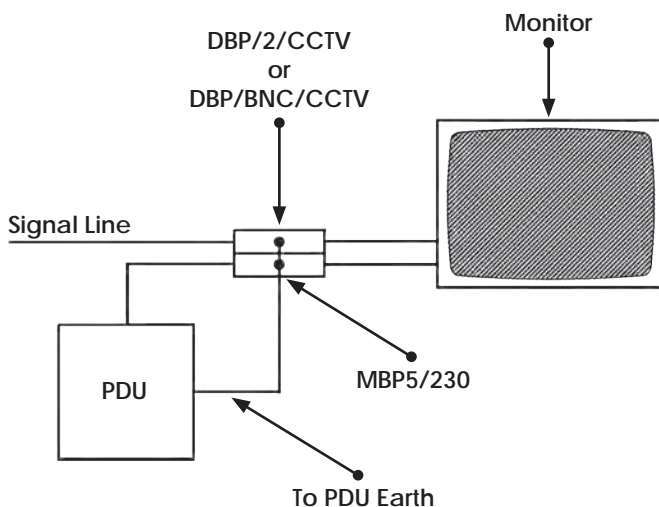 DBP/2/CCTV
or
DBP/BNC/CCTV
Monitor
Signal Line
PDU
MBP5/230
To PDU Earth